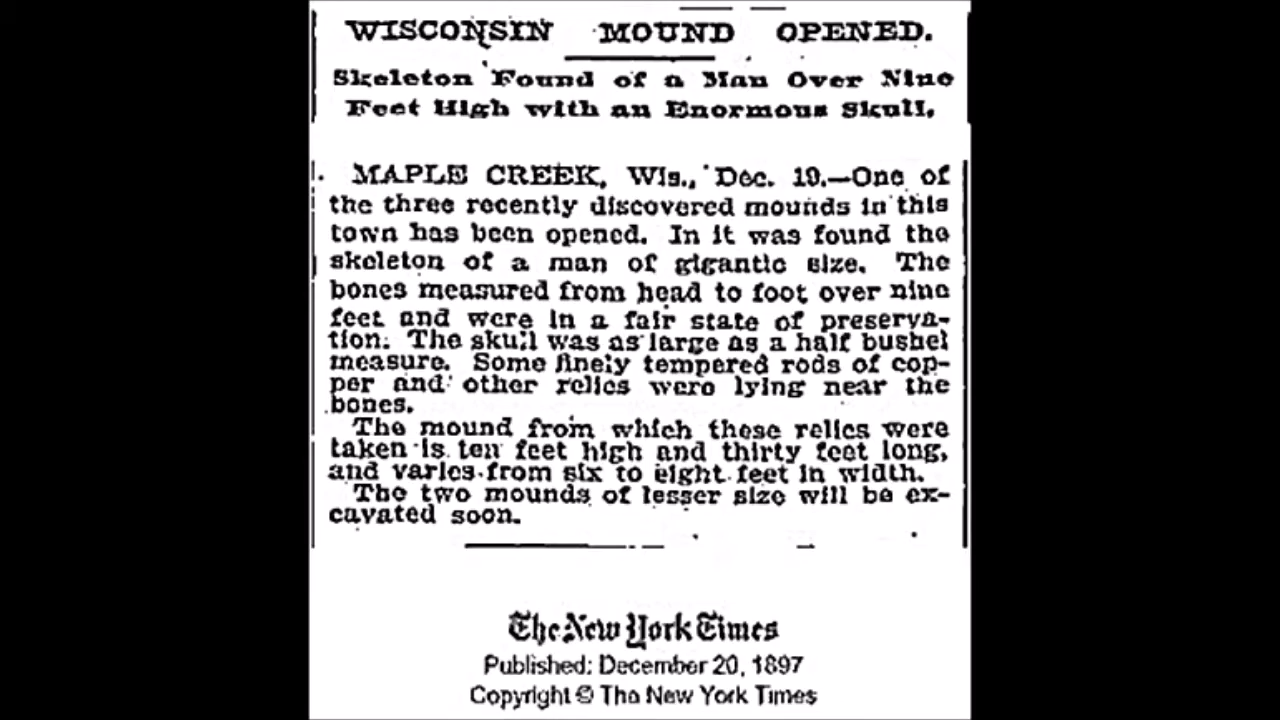 WISCONSIN MOUND OPENED.
Skeleton Found of a Man Over Nine
Feet High with an Enormous Skull.
MAPLE CREEK, Wis., Dec. 19.—One of
the three recently discovered mounds in this
town has been opened. In it was found the
skeleton of a man of gigantic size. The
bones measured from head to foot over nine
feet and were in a fair state of preserva-
tion. The skull was as large as a half bushel
measure. Some finely tempered rods of cop-
per and other relics were lying near the
bones.
The mound from which these relics were
taken is ten feet high and thirty feet long,
and varies from six to eight feet in width.
The two mounds of lesser size will be ex-
cavated soon.
The New York Times
Published: December 20, 1897
Copyright © The New York Times